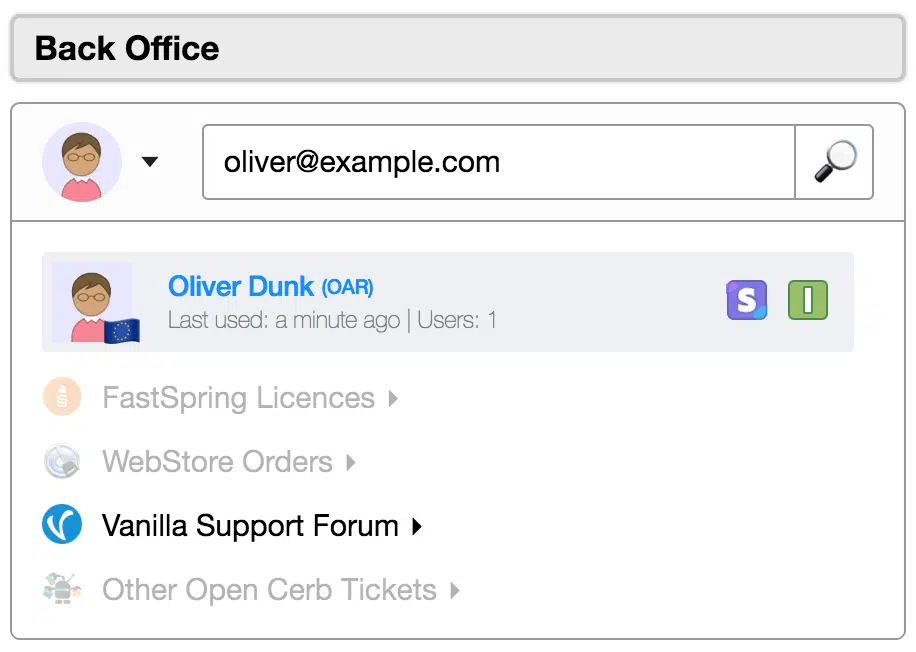 Back Office
oliver@example.com
Oliver Dunk (OAR)
Last used: a minute ago | Users: 1
S I
FastSpring Licences
WebStore Orders
Vanilla Support Forum
Other Open Cerb Tickets